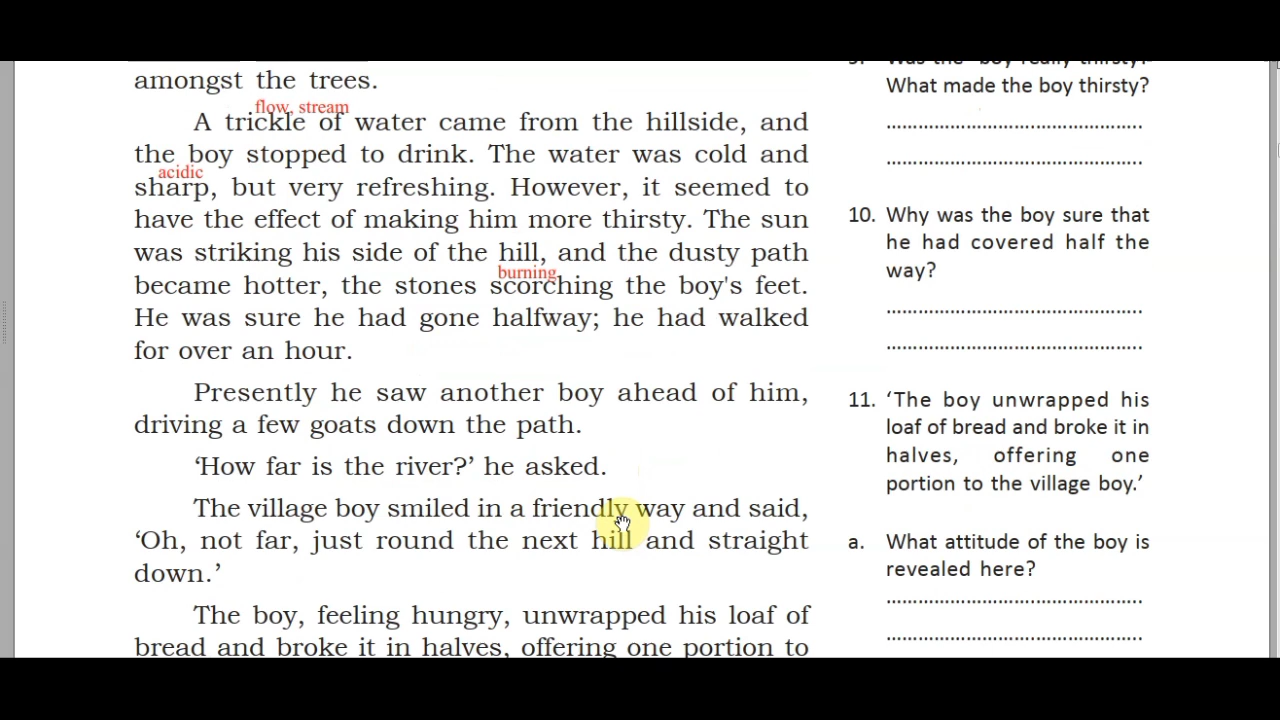 amongst the trees.
flow, stream
A trickle of water came from the hillside, and
the boy stopped to drink. The water was cold and
acidic
sharp, but very refreshing. However, it seemed to
have the effect of making him more thirsty. The sun
was striking his side of the hill, and the dusty path
burning
became hotter, the stones scorching the boy's feet.
He was sure he had gone halfway; he had walked
for over an hour.
Presently he saw another boy ahead of him,
driving a few goats down the path.
‘How far is the river?’ he asked.
The village boy smiled in a friendly way and said,
‘Oh, not far, just round the next hill and straight
down.’
The boy, feeling hungry, unwrapped his loaf of
bread and broke it in halves, offering one portion to
9. Was the boy really thirsty?
What made the boy thirsty?
................................................
................................................
10. Why was the boy sure that
he had covered half the
way?
................................................
................................................
11. ‘The boy unwrapped his
loaf of bread and broke it in
halves, offering one
portion to the village boy.’
a. What attitude of the boy is
revealed here?
................................................
................................................